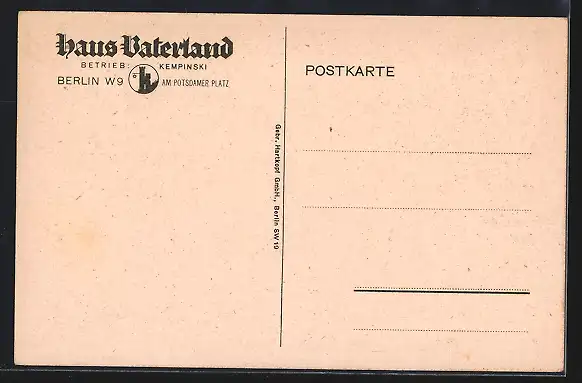 Haus Vaterland
BETRIEB: KEMPINSKI
BERLIN W9 AM POTSDAMER PLATZ
Gebr. Hartkopf GmbH., Berlin SW 19
POSTKARTE